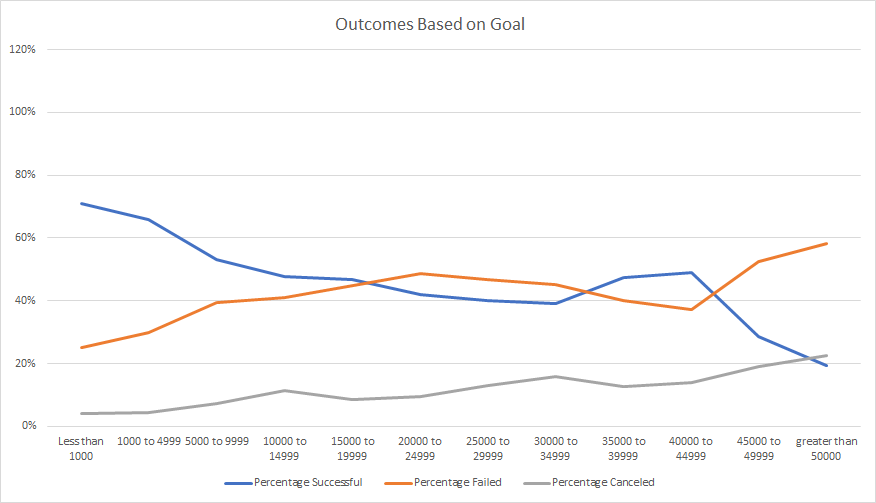 Outcomes Based on Goal
120%
100%
80%
60%
40%
20%
0%
Less than 1000 to 4999 5000 to 9999 10000 to 15000 to 20000 to 25000 to 30000 to 35000 to 40000 to 45000 to greater than
1000 14999 19999 24999 29999 34999 39999 44999 49999 50000
Percentage Successful Percentage Failed Percentage Canceled